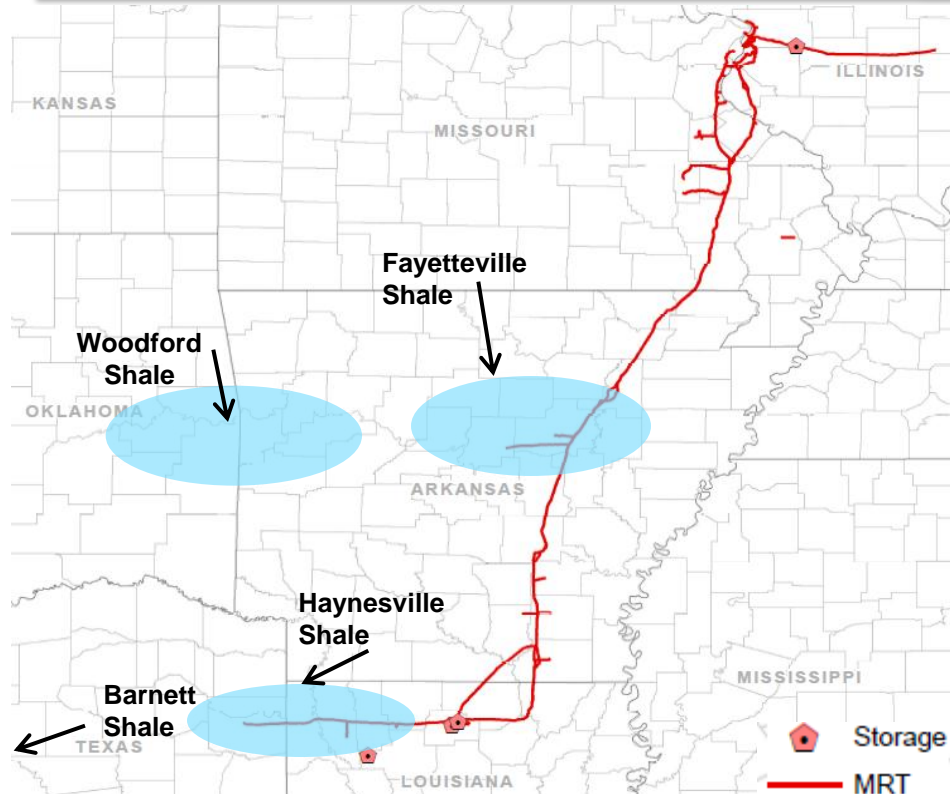 ILLINOIS
KANSAS
MISSOURI
Fayetteville
Shale
Woodford
Shale
OKLAHOMA
ARKANSAS
Haynesville
Shale
MISSISSIPPI
Barnett
Shale
TEXAS
Storage
LOUISIANA
MRT